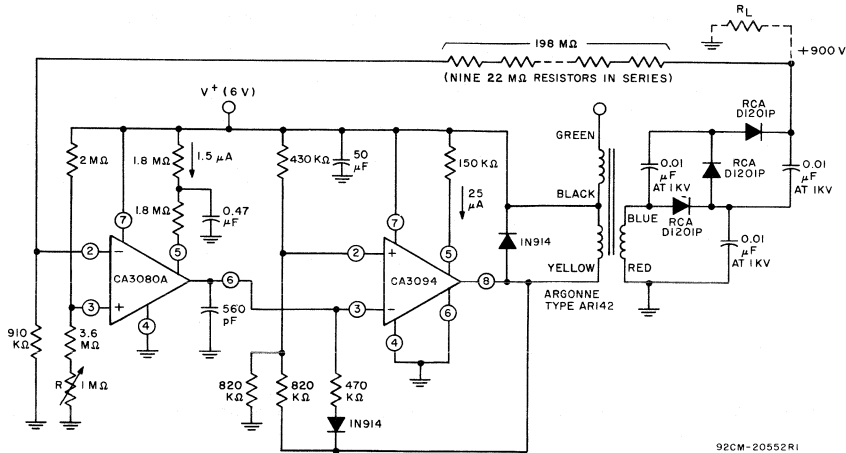 R_L
198 MΩ
+900 V
(NINE 22 MΩ RESISTORS IN SERIES)
V+ (6 V)
RCA
D1201P
GREEN
2 MΩ
1.8 MΩ
1.5 μA
430 KΩ
50
μF
150 KΩ
0.01
μF
AT 1KV
RCA
D1201P
0.01
μF
AT 1KV
25
μA
BLACK
1.8 MΩ
0.47
μF
7
7
BLUE
RCA
D1201P
5
IN914
5
2
−
2
+
0.01
μF
AT 1KV
CA3080A
6
CA3094
8
YELLOW
RED
3
+
3
−
ARGONNE
TYPE AR142
560
pF
6
4
4
910
KΩ
3.6
MΩ
R
1 MΩ
820
KΩ
820
KΩ
470
KΩ
IN914
92CM-20552R1